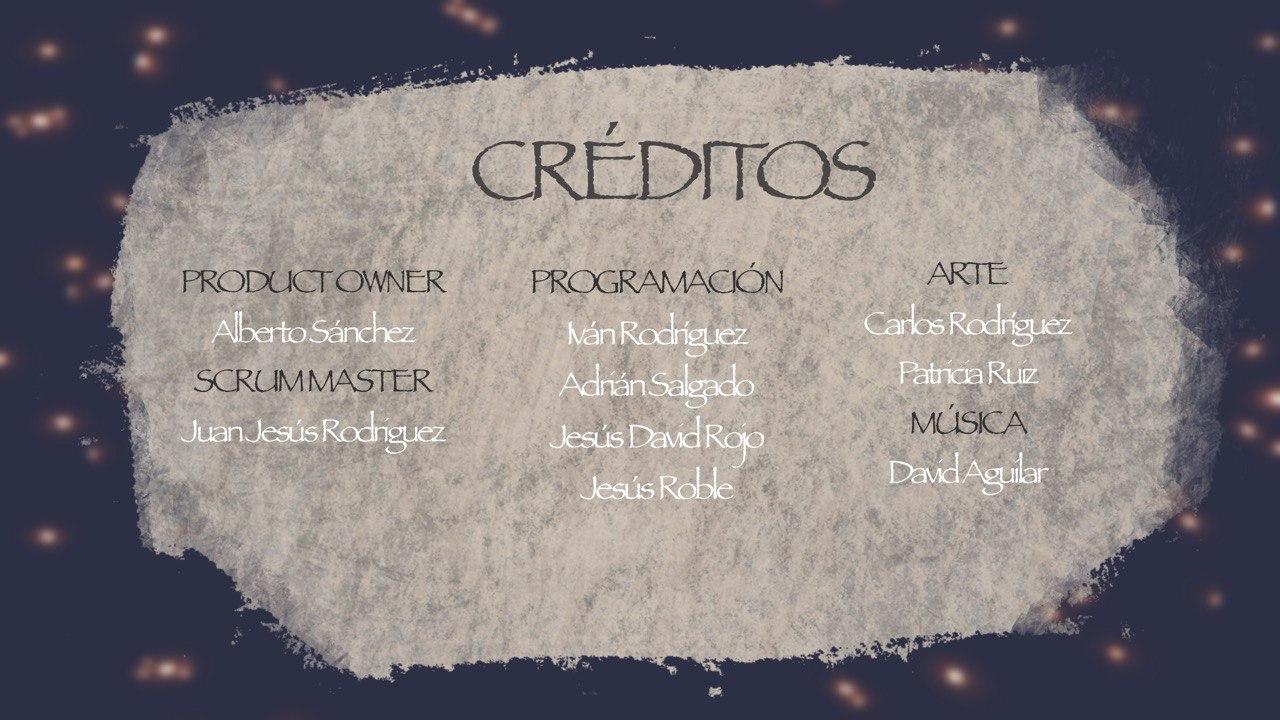 CRÉDITOS
PRODUCT OWNER
Alberto Sánchez
SCRUM MASTER
Juan Jesús Rodríguez
PROGRAMACIÓN
Iván Rodríguez
Adrián Salgado
Jesús David Rojo
Jesús Roble
ARTE
Carlos Rodríguez
Patricia Ruiz
MÚSICA
David Aguilar